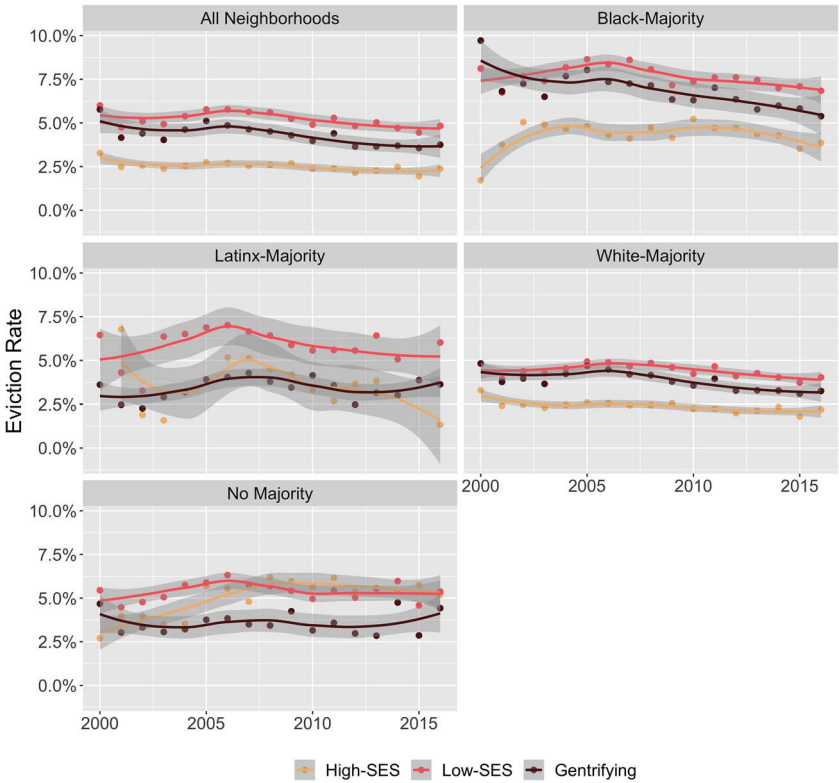 All Neighborhoods
Black-Majority
10.0%
7.5%
5.0%
2.5%
0.0%
Latinx-Majority
White-Majority
10.0%
7.5%
5.0%
2.5%
0.0%
2000 2005 2010 2015
No Majority
10.0%
7.5%
5.0%
2.5%
0.0%
2000 2005 2010 2015
Eviction Rate
High-SES Low-SES Gentrifying